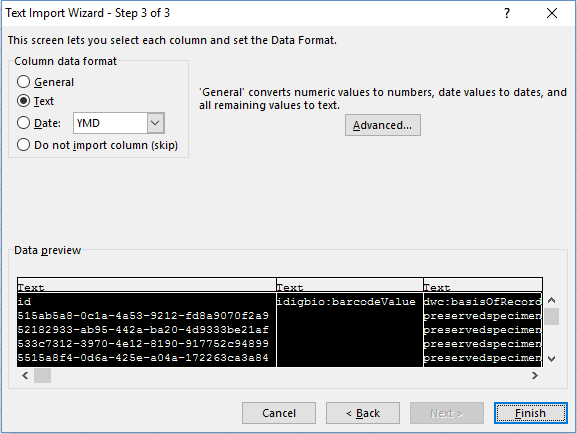 Text Import Wizard - Step 3 of 3
This screen lets you select each column and set the Data Format.
Column data format
General
Text
Date: YMD
Do not import column (skip)
'General' converts numeric values to numbers, date values to dates, and
all remaining values to text.
Advanced...
Data preview
Text Text Text
id idigbio:barcodeValue dwc:basisOfRecord
515ab5a8-0c1a-4a53-9212-fd8a9070f2a9 preservedspecimen
52182933-ab95-442a-ba20-4d9333be21af preservedspecimen
533c7312-3970-4e12-8190-917752c94899 preservedspecimen
5515a8f4-0d6a-425e-a04a-172263ca3a84 preservedspecimen
Cancel < Back Next > Finish